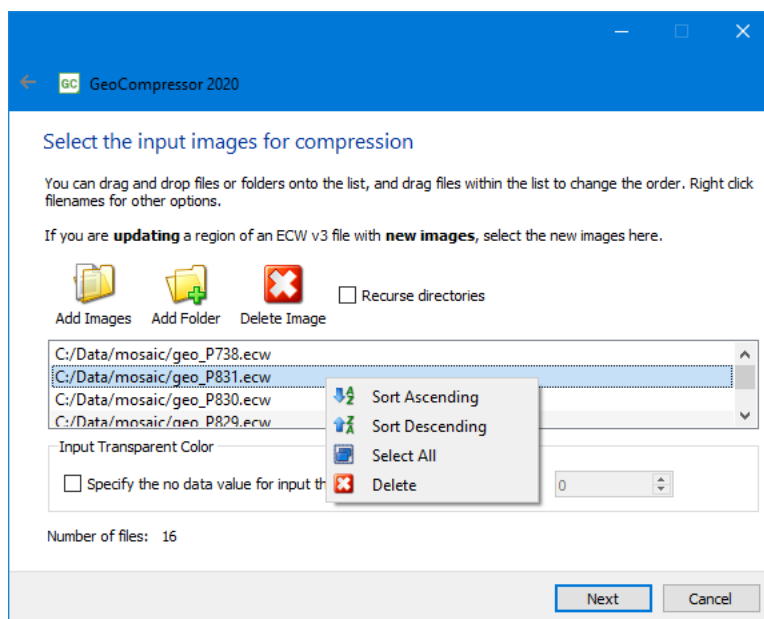 GC GeoCompressor 2020
Select the input images for compression
You can drag and drop files or folders onto the list, and drag files within the list to change the order. Right click
filenames for other options.
If you are updating a region of an ECW v3 file with new images, select the new images here.
Add Images Add Folder Delete Image Recurse directories
C:/Data/mosaic/geo_P738.ecw
C:/Data/mosaic/geo_P831.ecw
C:/Data/mosaic/geo_P830.ecw
C:/Data/mosaic/geo_P829.ecw
Sort Ascending
Sort Descending
Select All
Delete
Input Transparent Color
Specify the no data value for input th
0
Number of files: 16
Next Cancel